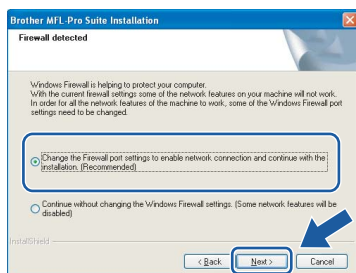 Brother MFL-Pro Suite Installation
Firewall detected
Windows Firewall is helping to protect your computer.
With the current firewall settings some of the network features on your machine will not work.
In order for all the network features of the machine to work, some of the Windows Firewall port
settings need to be changed.
Change the Firewall port settings to enable network connection and continue with the
installation. (Recommended)
Continue without changing the Windows Firewall settings. (Some network features will be
disabled)
InstallShield
< Back
Next >
Cancel